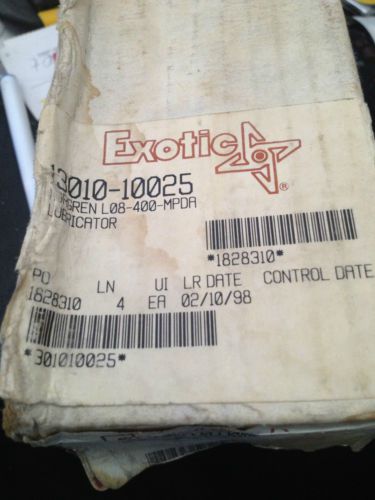 Exotic
®
13010-10025
NORGREN L08-400-MPDA
LUBRICATOR
*1828310*
PO LN UI LR DATE CONTROL DATE
1828310 4 EA 02/10/98
*301010025*